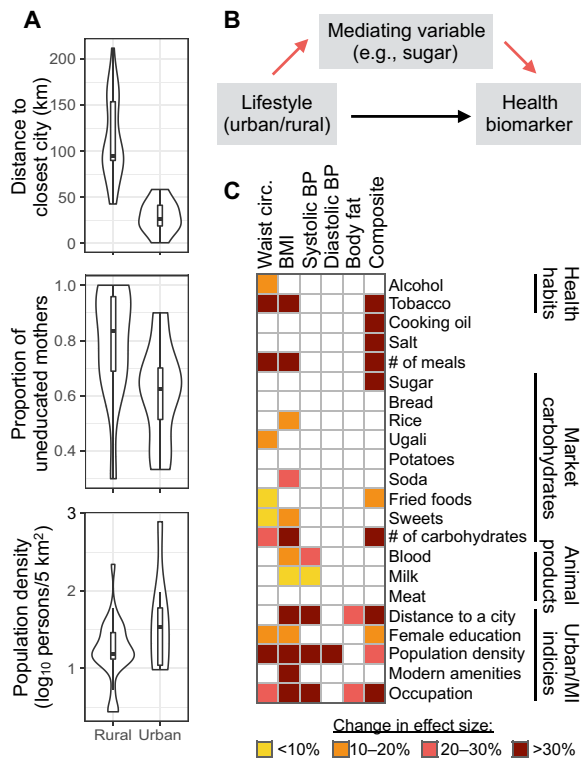 A
Distance to
closest city (km)
200
150
100
50
0
Proportion of
uneducated mothers
1.0
0.8
0.6
0.4
Population density
(log10 persons/5 km2)
3
2
1
Rural Urban
B
Mediating variable
(e.g., sugar)
Lifestyle
(urban/rural)
Health
biomarker
C
Waist circ.
BMI
Systolic BP
Diastolic BP
Body fat
Composite
Alcohol
Tobacco
Cooking oil
Salt
# of meals
Sugar
Bread
Rice
Ugali
Potatoes
Soda
Fried foods
Sweets
# of carbohydrates
Blood
Milk
Meat
Distance to a city
Female education
Population density
Modern amenities
Occupation
Health
habits
Market
carbohydrates
Animal
products
Urban/MI
indicies
Change in effect size:
<10% 10–20% 20–30% >30%